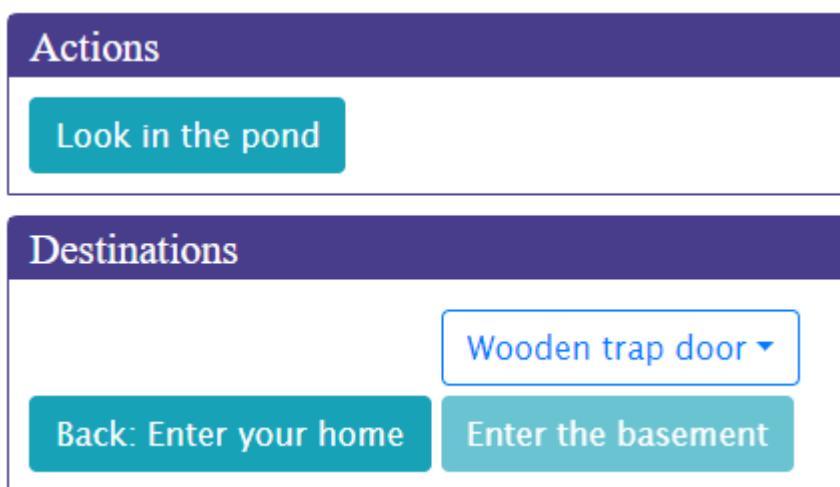 Actions
Look in the pond
Destinations
Wooden trap door
Back: Enter your home
Enter the basement